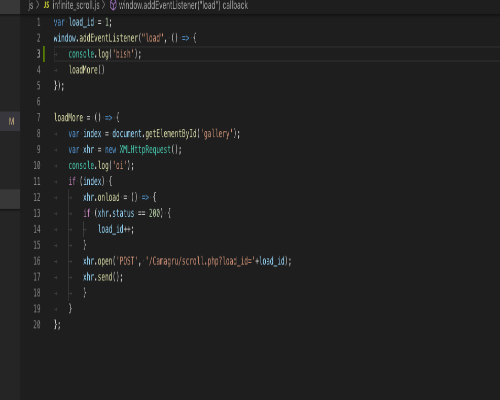 js > JS infinite_scroll.js > window.addEventListener("load") callback
1 var load_id = 1;
2 window.addEventListener("load", () => {
3 console.log('bish');
4 loadMore()
5 });
6
7 loadMore = () => {
8 var index = document.getElementById('gallery');
9 var xhr = new XMLHttpRequest();
10 console.log('oi');
11 if (index) {
12 xhr.onload = () => {
13 if (xhr.status == 200) {
14 load_id++;
15 }
16 xhr.open('POST', '/Camagru/scroll.php?load_id='+load_id);
17 xhr.send();
18 }
19 }
20 };
M